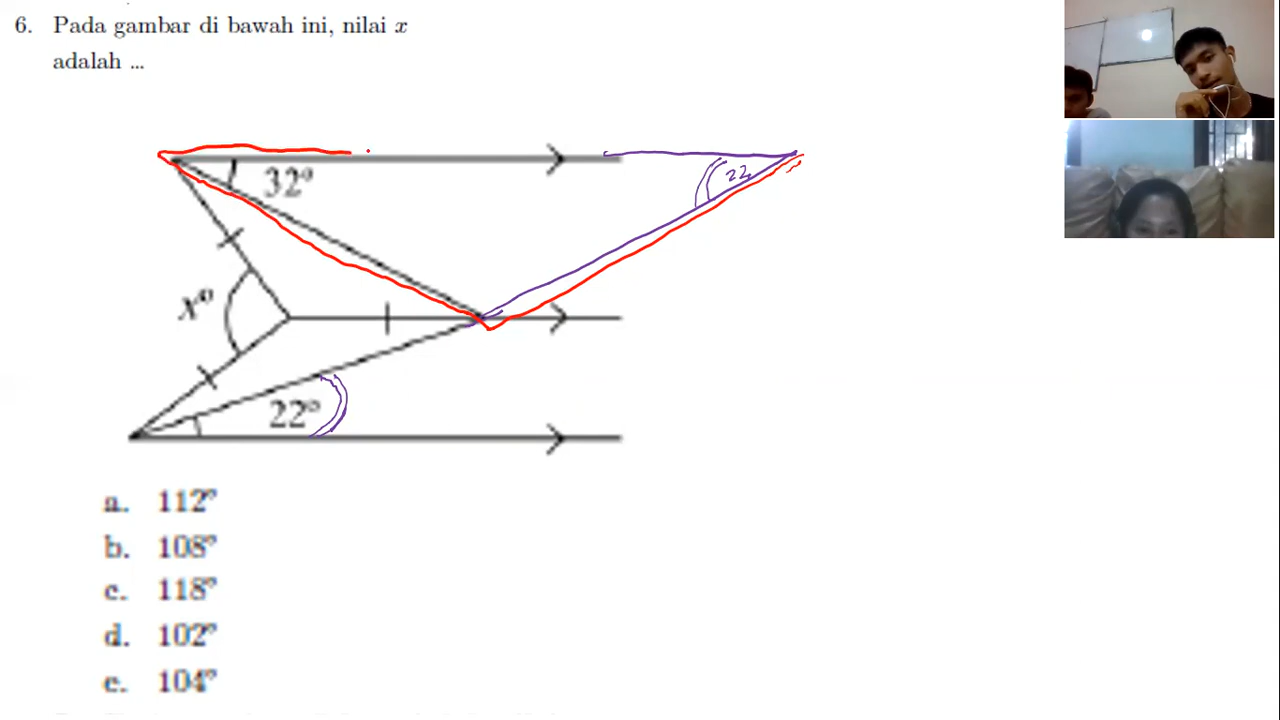 6. Pada gambar di bawah ini, nilai x
adalah ...
32°
22
x°
22°
a. 112°
b. 108°
c. 118°
d. 102°
e. 104°